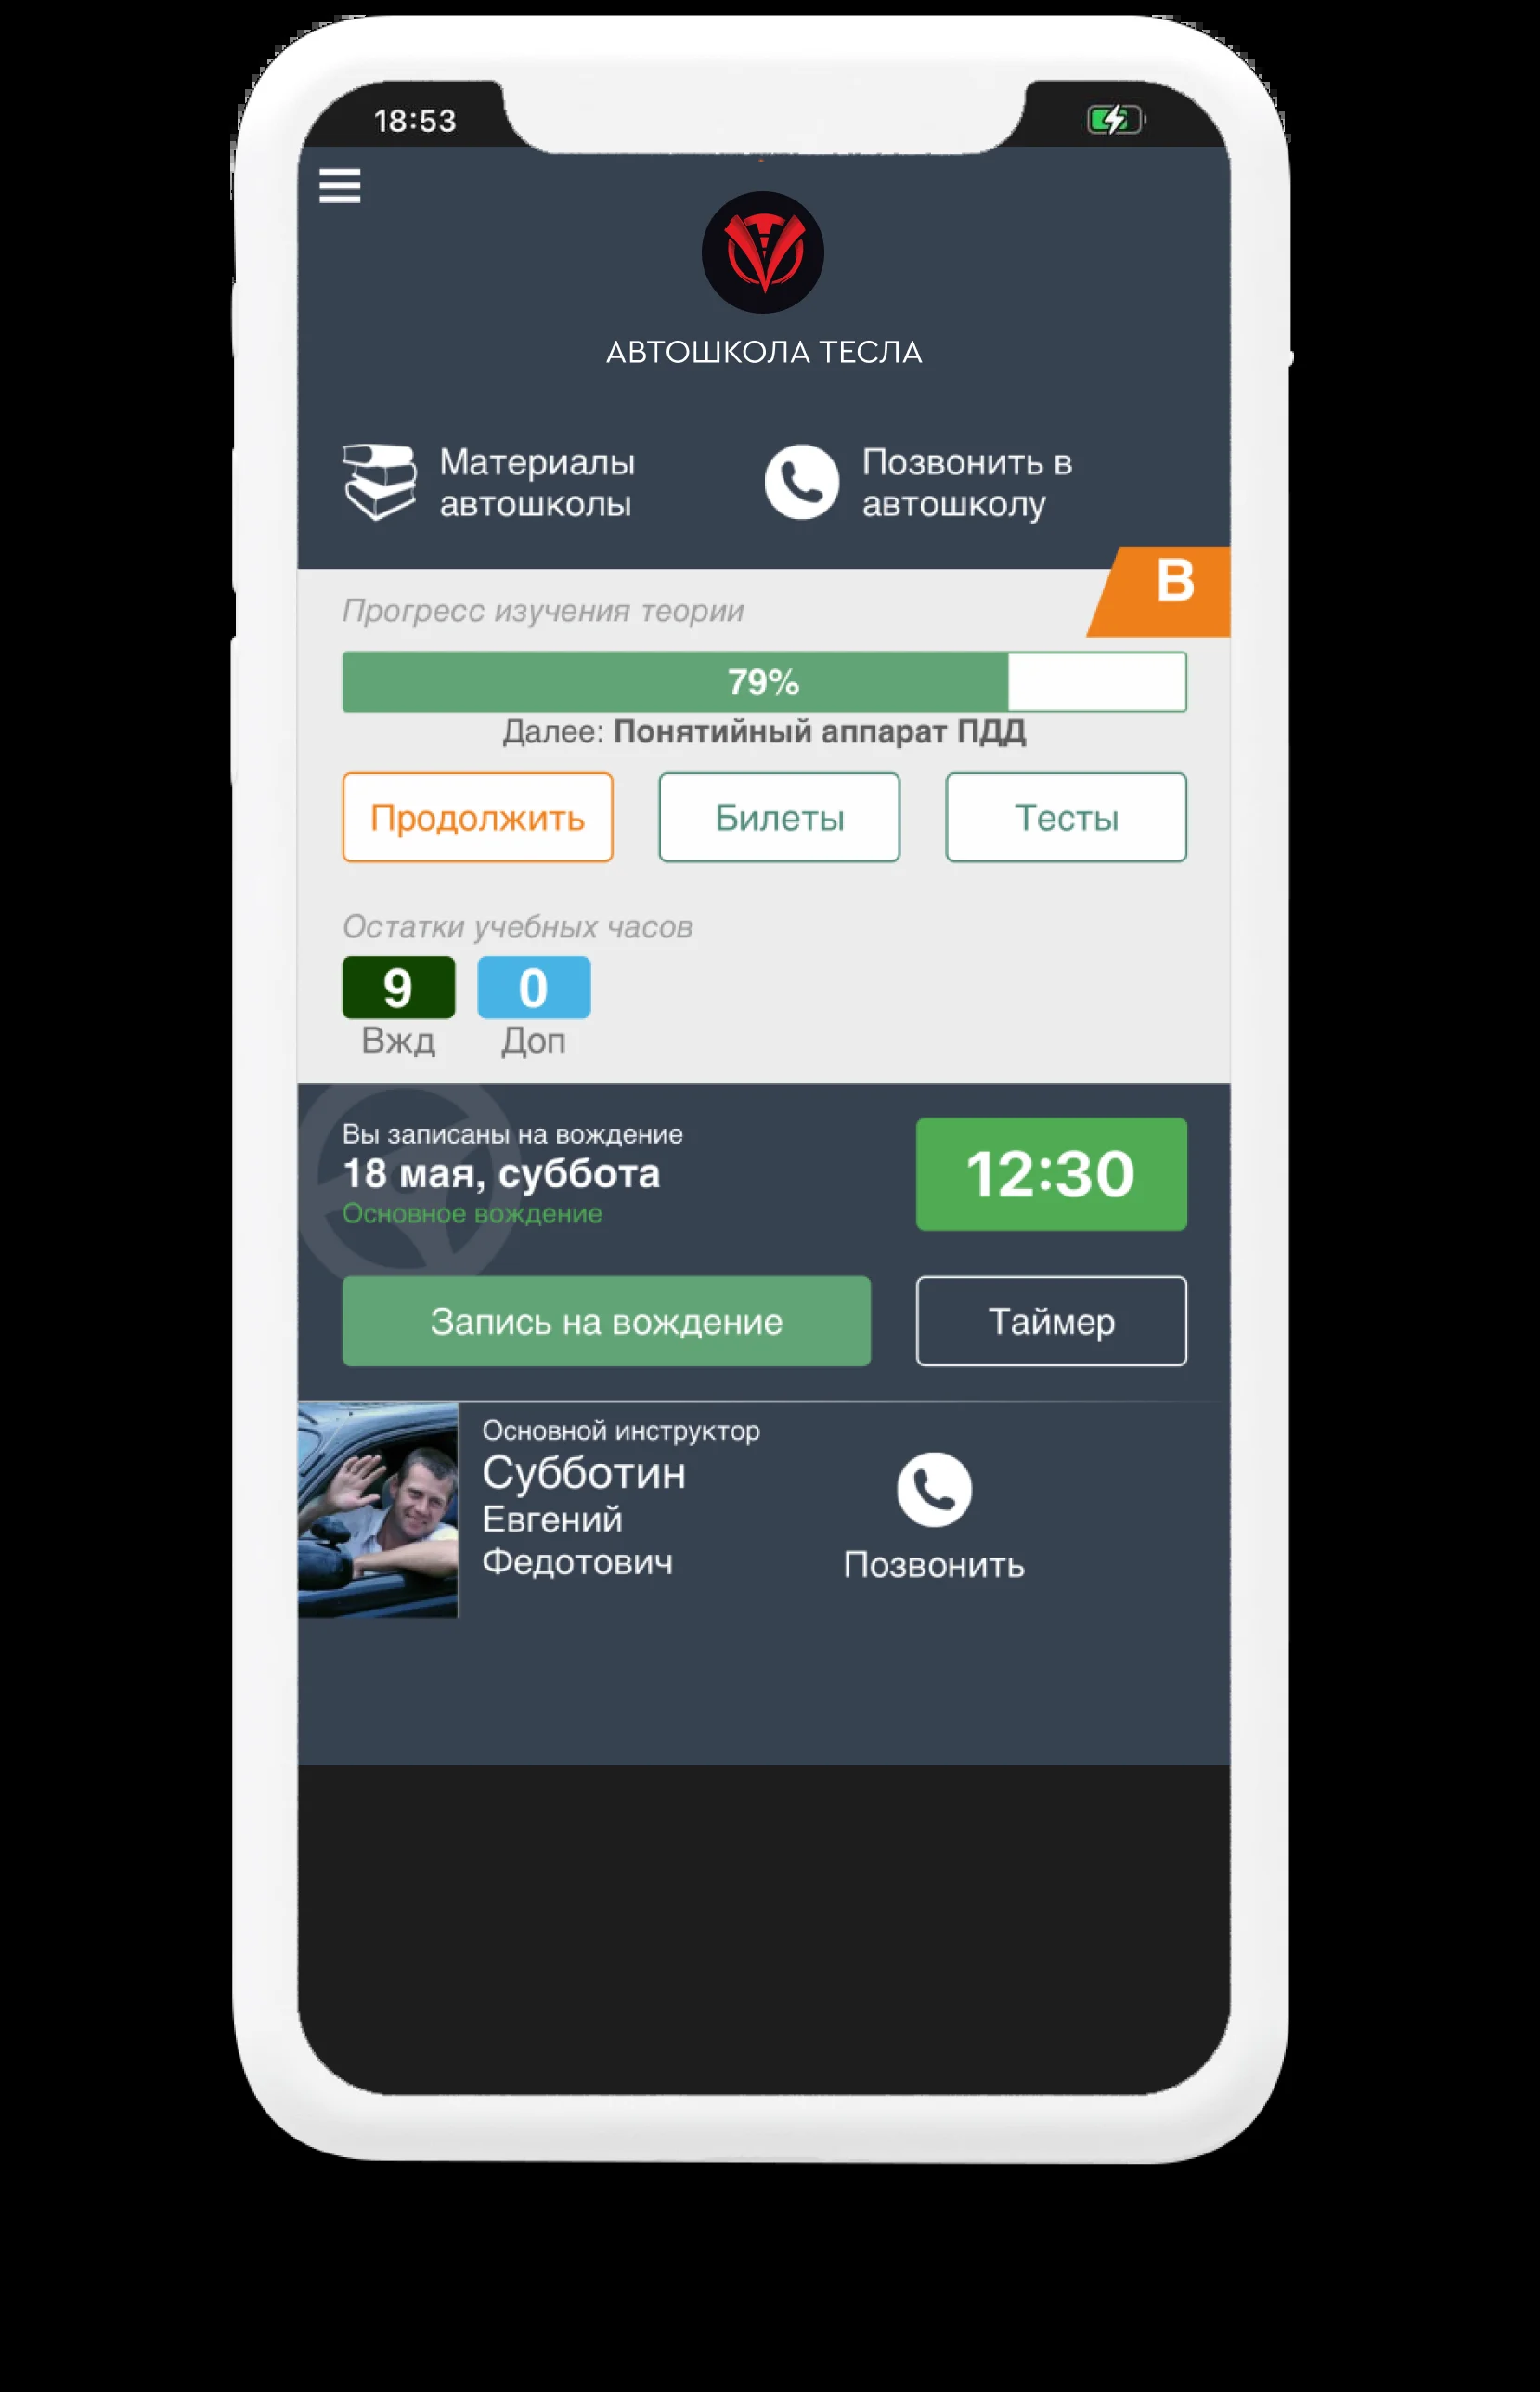 18:53
АВТОШКОЛА ТЕСЛА
Материалы
автошколы
Позвонить в
автошколу
B
Прогресс изучения теории
79%
Далее: Понятийный аппарат ПДД
Продолжить
Билеты
Тесты
Остатки учебных часов
9
0
Вжд
Доп
Вы записаны на вождение
18 мая, суббота
Основное вождение
12:30
Запись на вождение
Таймер
Основной инструктор
Субботин
Евгений
Федотович
Позвонить